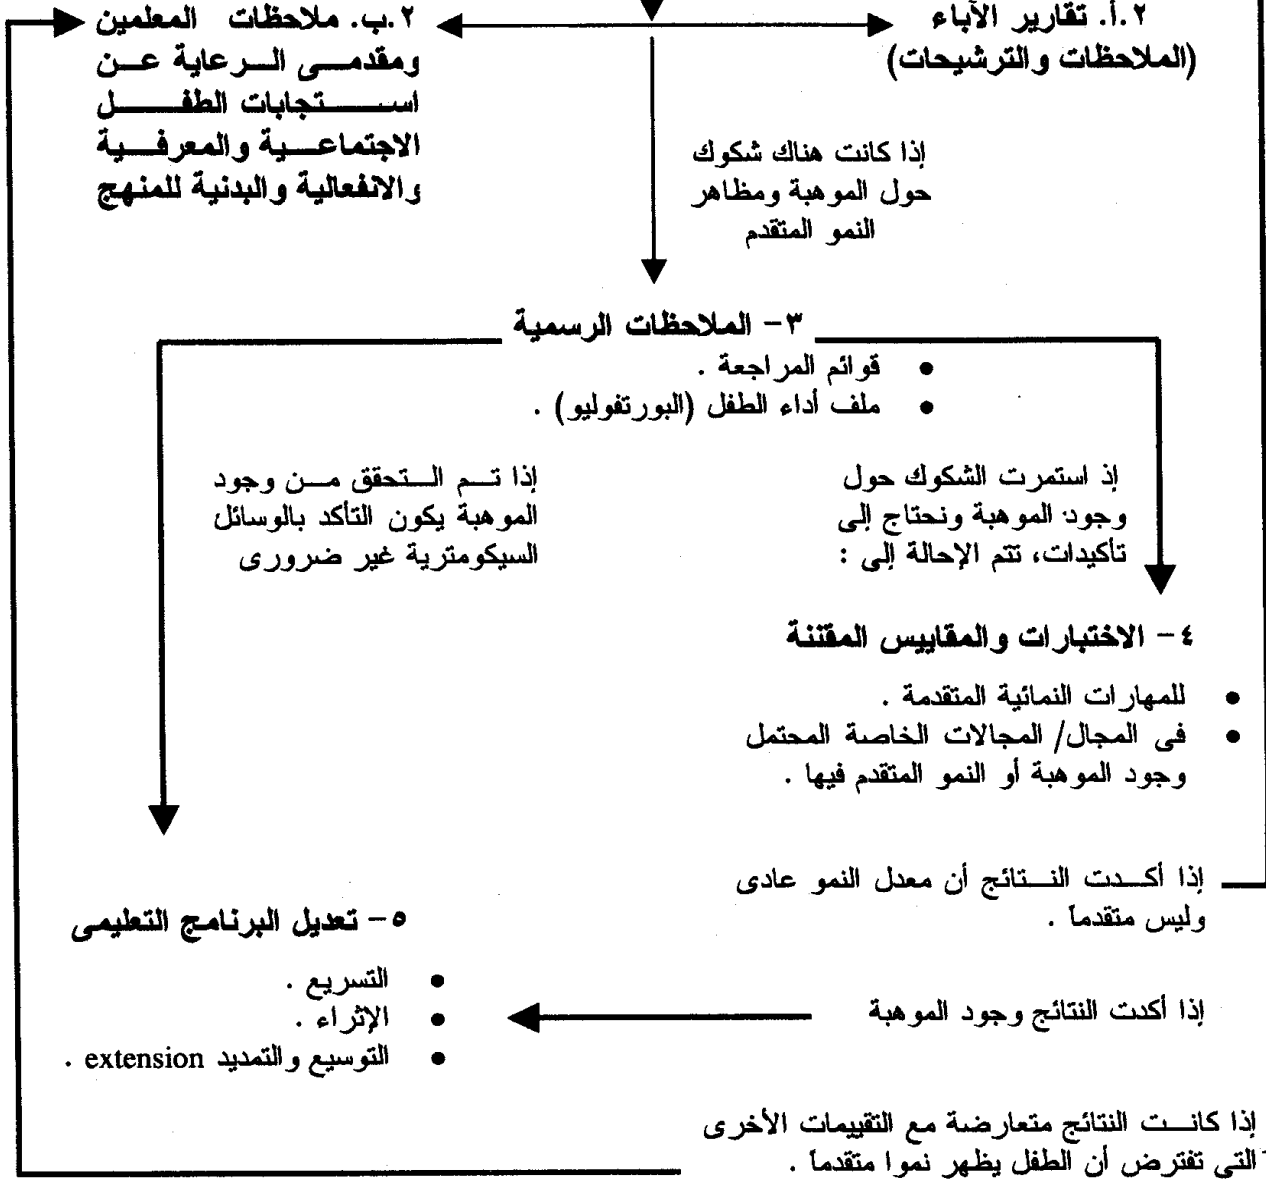 ٢.أ. تقارير الآباء
(الملاحظات والترشيحات)
٢.ب. ملاحظات المعلمين
ومقدمى الرعاية عن
استجابات الطفل
الاجتماعية والمعرفية
والانفعالية والبدنية للمنهج
إذا كانت هناك شكوك
حول الموهبة ومظاهر
النمو المتقدم
٣- الملاحظات الرسمية
• قوائم المراجعة .
• ملف أداء الطفل (البورتفوليو) .
إذ استمرت الشكوك حول
وجود الموهبة ونحتاج إلى
تأكيدات، تتم الإحالة إلى :
إذا تم التحقق من وجود
الموهبة يكون التأكد بالوسائل
السيكومترية غير ضرورى
٤- الاختبارات والمقاييس المقننة
• للمهارات النمائية المتقدمة .
• فى المجال/ المجالات الخاصة المحتمل
وجود الموهبة أو النمو المتقدم فيها .
إذا أكدت النتائج أن معدل النمو عادى
وليس متقدماً .
٥- تعديل البرنامج التعليمى
• التسريع .
• الإثراء .
• التوسيع والتمديد extension .
إذا أكدت النتائج وجود الموهبة
إذا كانت النتائج متعارضة مع التقييمات الأخرى
التى تفترض أن الطفل يظهر نموا متقدماً .